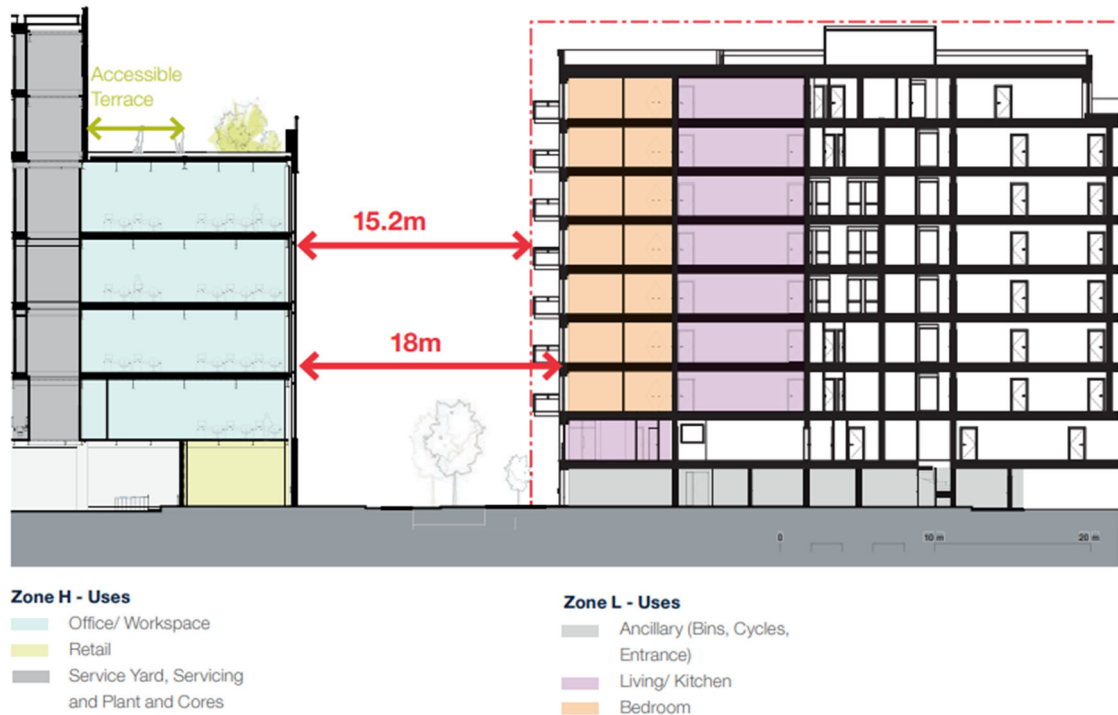 Accessible
Terrace
15.2m
18m
0
10 m
20 m
Zone H - Uses
Office/ Workspace
Retail
Service Yard, Servicing
and Plant and Cores
Zone L - Uses
Ancillary (Bins, Cycles,
Entrance)
Living/ Kitchen
Bedroom